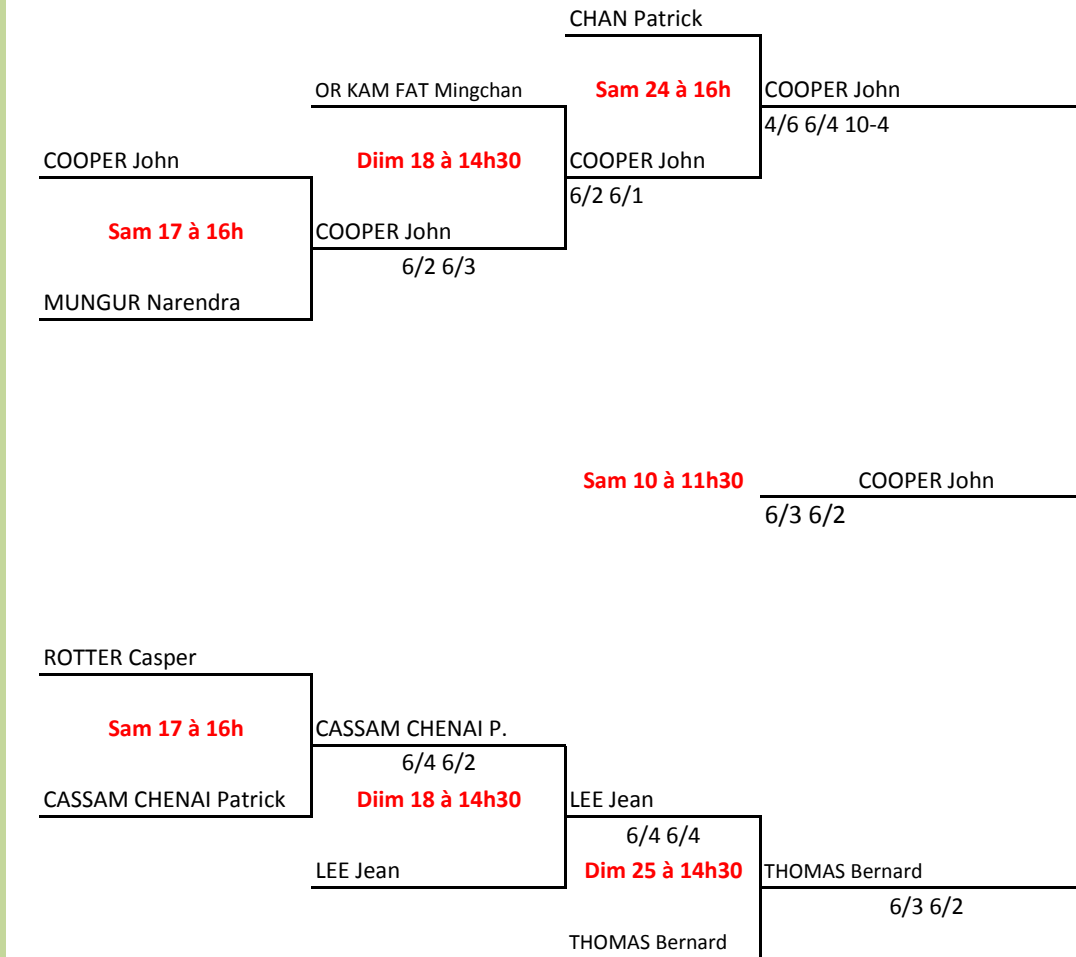 CHAN Patrick
OR KAM FAT Mingchan Sam 24 à 16h COOPER John
4/6 6/4 10-4
COOPER John Diim 18 à 14h30 COOPER John
6/2 6/1
Sam 17 à 16h COOPER John
6/2 6/3
MUNGUR Narendra
Sam 10 à 11h30 COOPER John
6/3 6/2
ROTTER Casper
Sam 17 à 16h CASSAM CHENAI P.
6/4 6/2
CASSAM CHENAI Patrick Diim 18 à 14h30 LEE Jean
6/4 6/4
LEE Jean Dim 25 à 14h30 THOMAS Bernard
6/3 6/2
THOMAS Bernard